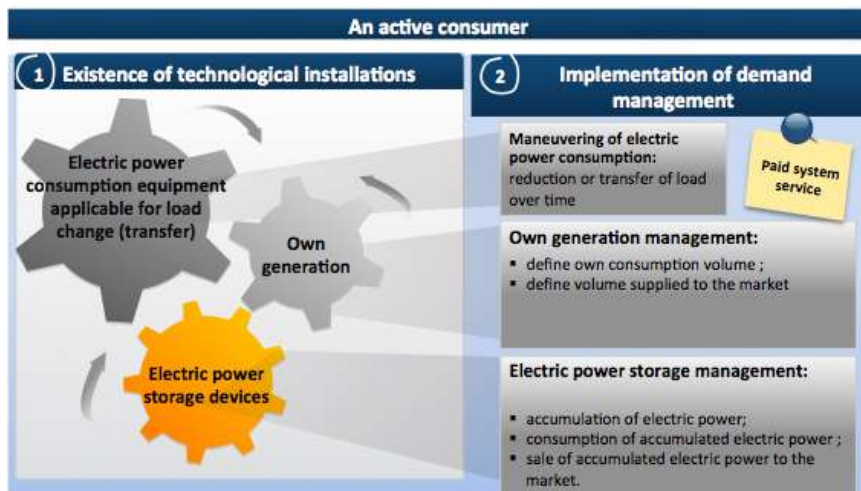 An active consumer
1
Existence of technological installations
Electric power
consumption equipment
applicable for load
change (transfer)
Own
generation
Electric power
storage devices
2
Implementation of demand
management
Maneuvering of electric
power consumption:
reduction or transfer of load
over time
Paid system
service
Own generation management:
▪ define own consumption volume ;
▪ define volume supplied to the market
Electric power storage management:
▪ accumulation of electric power;
▪ consumption of accumulated electric power ;
▪ sale of accumulated electric power to the
market.